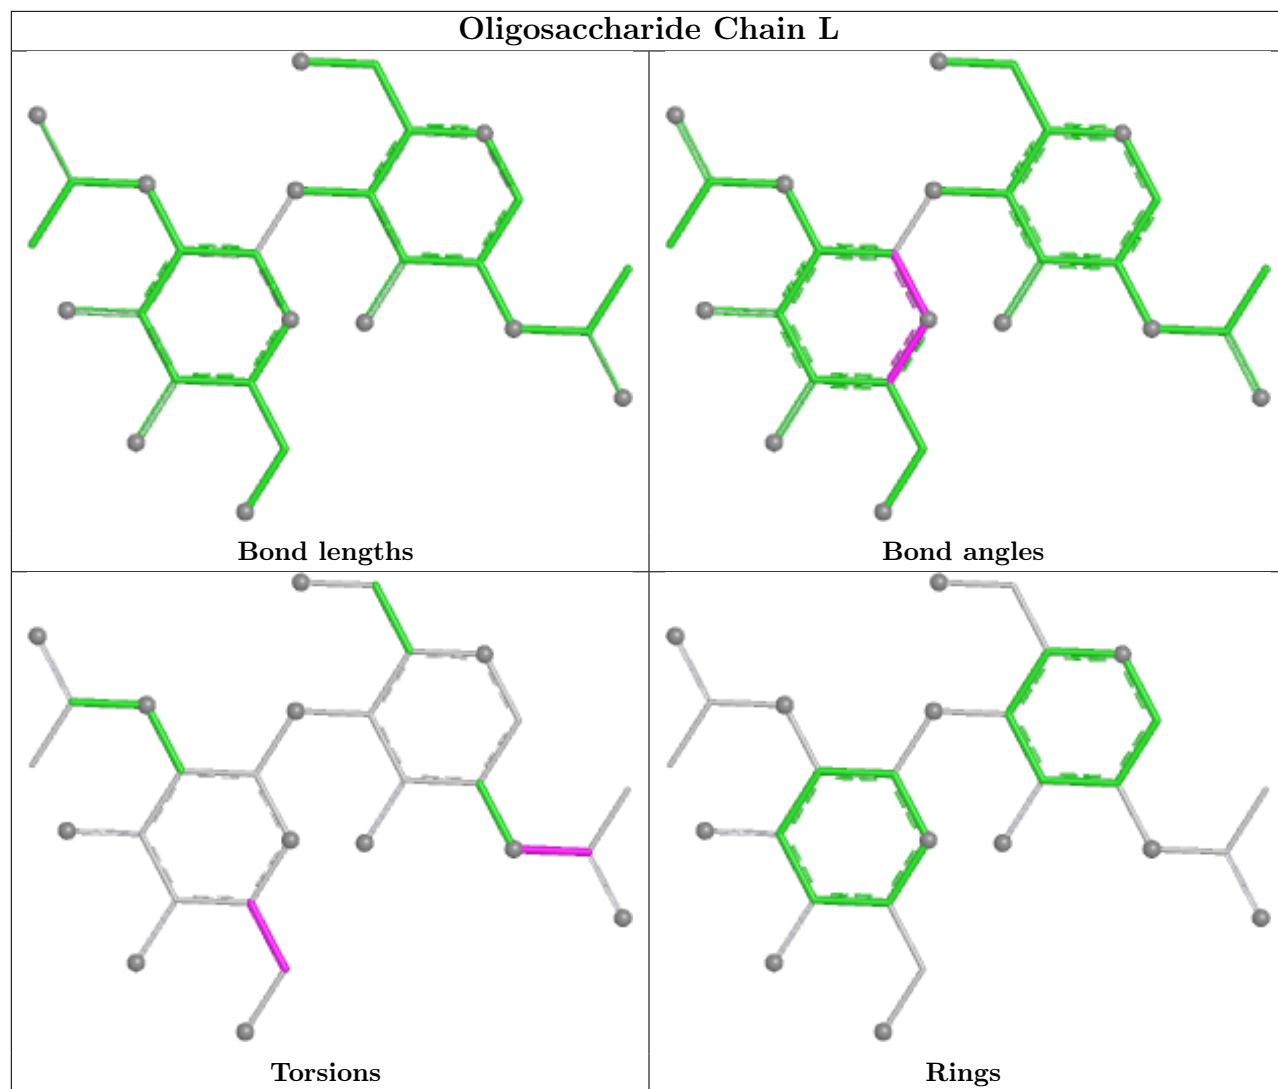 Oligosaccharide Chain L
Bond lengths
Bond angles
Torsions
Rings